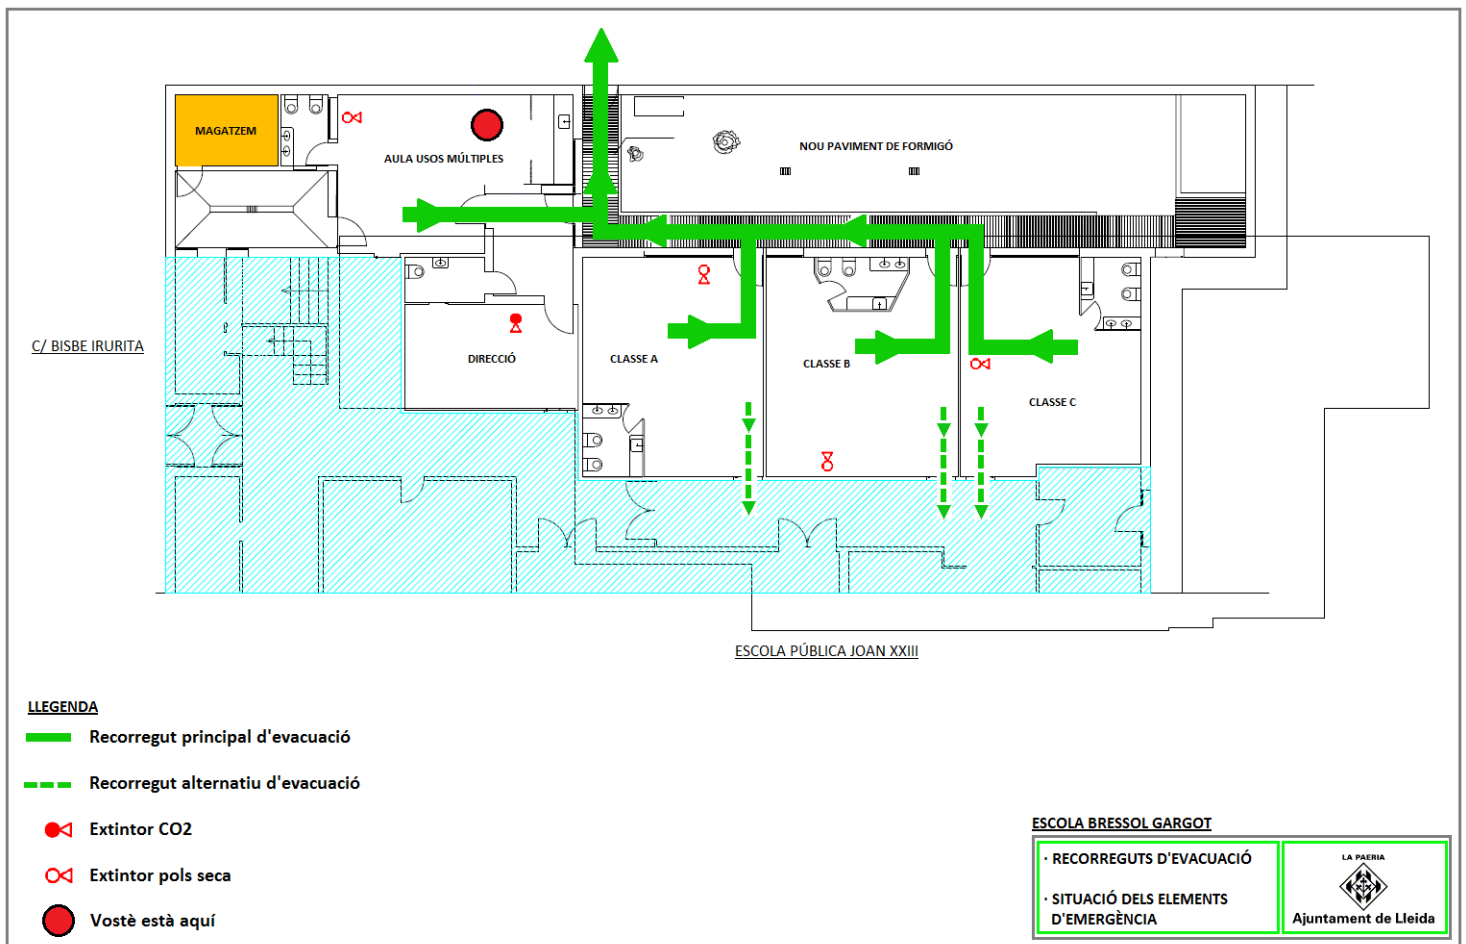 MAGATZEM
AULA USOS MÚLTIPLES
NOU PAVIMENT DE FORMIGÓ
C/ BISBE IRURITA
DIRECCIÓ
CLASSE A
CLASSE B
CLASSE C
ESCOLA PÚBLICA JOAN XXIII
LLEGENDA
Recorregut principal d'evacuació
Recorregut alternatiu d'evacuació
Extintor CO2
Extintor pols seca
Vostè està aquí
ESCOLA BRESSOL GARGOT
· RECORREGUTS D'EVACUACIÓ
· SITUACIÓ DELS ELEMENTS
D'EMERGÈNCIA
LA PAERIA
Ajuntament de Lleida